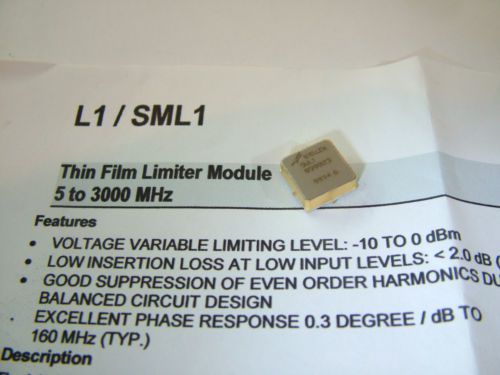 L1 / SML1
Thin Film Limiter Module
5 to 3000 MHz
Features
• VOLTAGE VARIABLE LIMITING LEVEL: -10 TO 0 dBm
• LOW INSERTION LOSS AT LOW INPUT LEVELS: < 2.0 dB (
• GOOD SUPPRESSION OF EVEN ORDER HARMONICS DU
BALANCED CIRCUIT DESIGN
. EXCELLENT PHASE RESPONSE 0.3 DEGREE / dB TO
160 MHz (TYP.)
Description